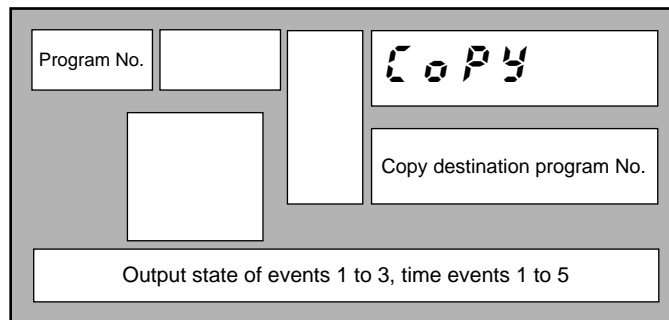 Program No.
CoPY
Copy destination program No.
Output state of events 1 to 3, time events 1 to 5